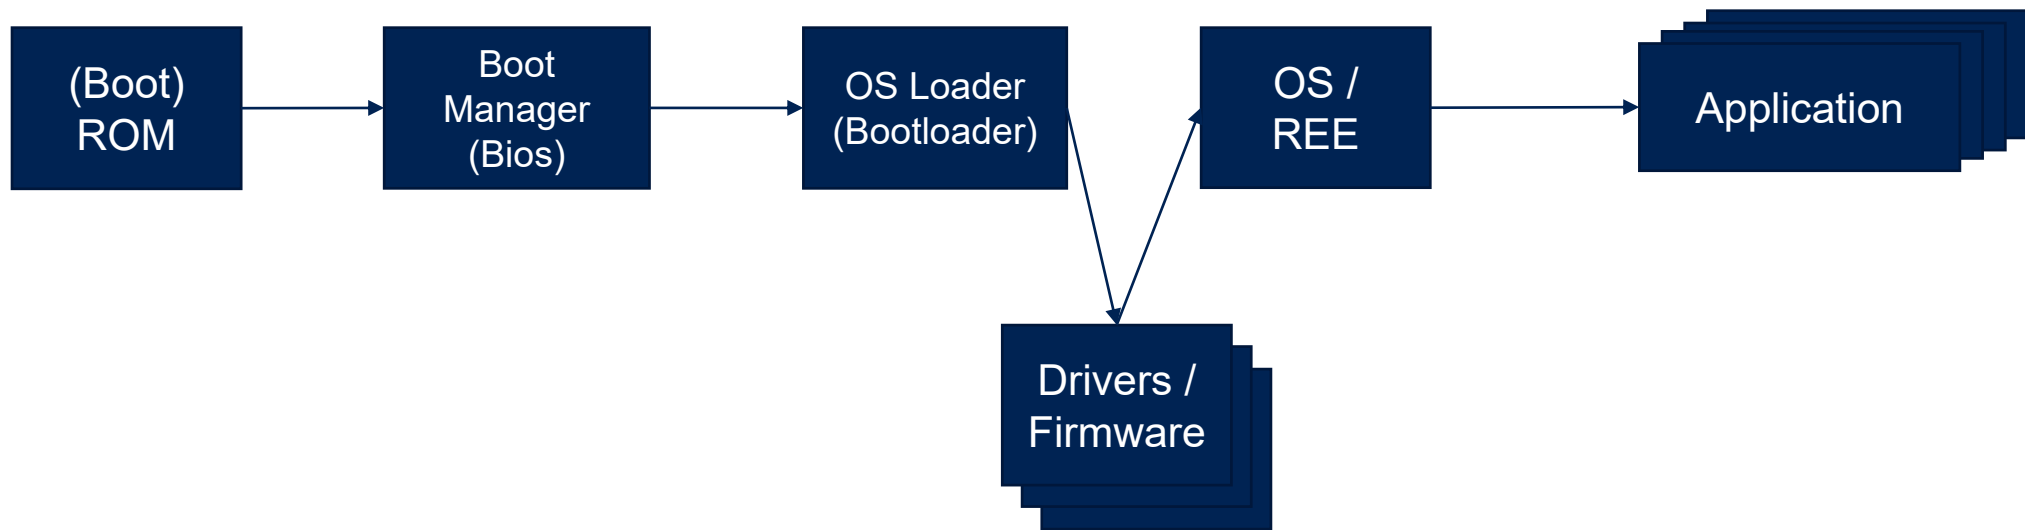 (Boot)
ROM
Boot
Manager
(Bios)
OS Loader
(Bootloader)
OS /
REE
Application
Drivers /
Firmware